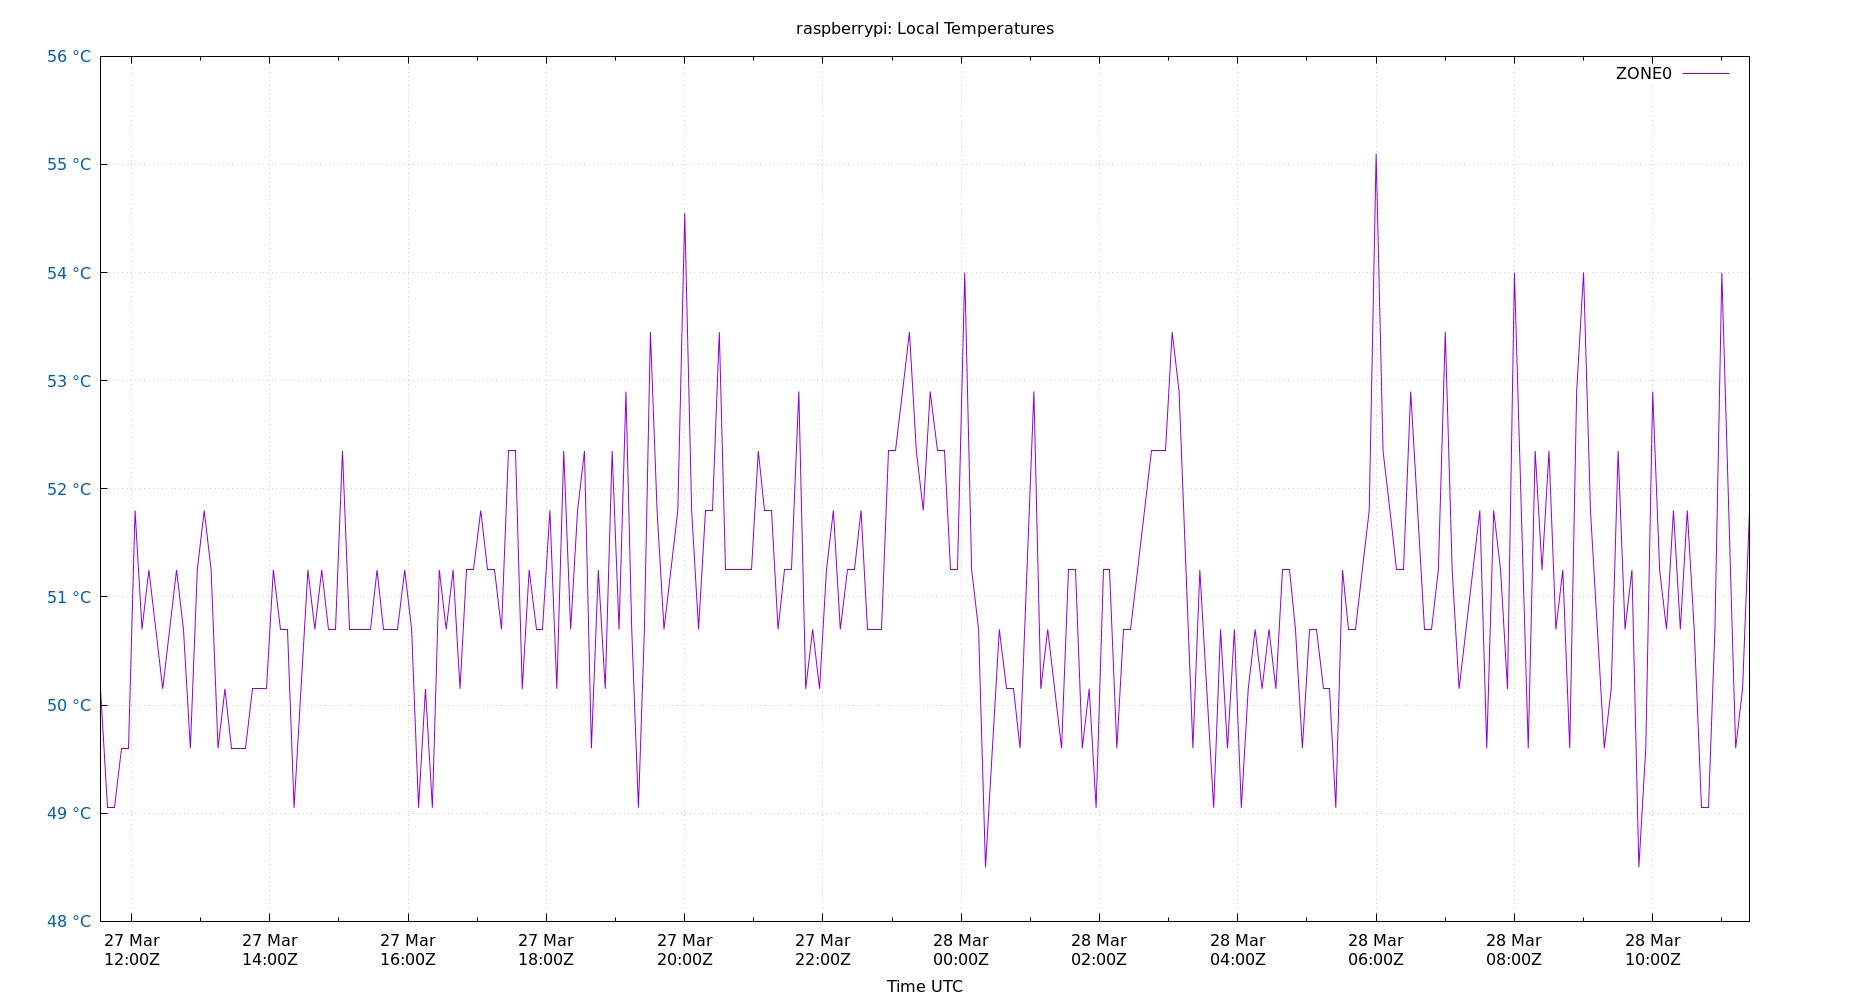 raspberrypi: Local Temperatures
56 °C
ZONE0
55 °C
54 °C
53 °C
52 °C
51 °C
50 °C
49 °C
48 °C
27 Mar 27 Mar 27 Mar 27 Mar 27 Mar 27 Mar 28 Mar 28 Mar 28 Mar 28 Mar 28 Mar 28 Mar
12:00Z 14:00Z 16:00Z 18:00Z 20:00Z 22:00Z 00:00Z 02:00Z 04:00Z 06:00Z 08:00Z 10:00Z
Time UTC